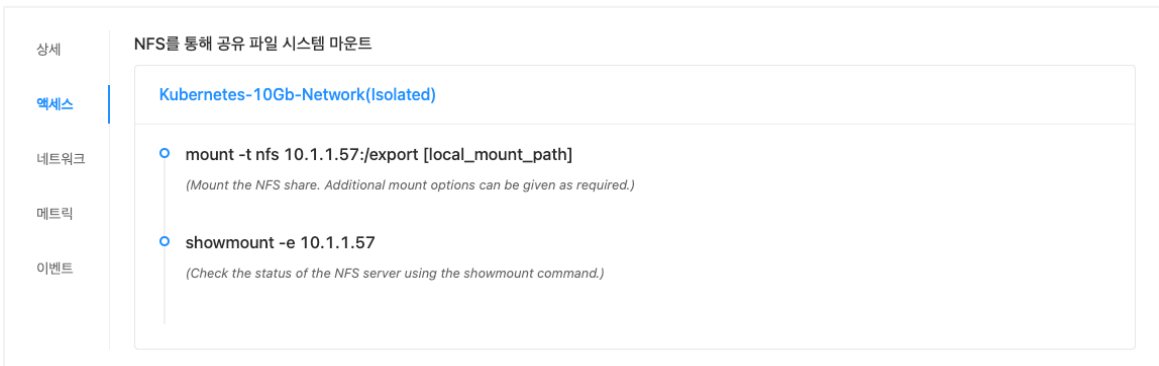 상세
액세스
네트워크
메트릭
이벤트
NFS를 통해 공유 파일 시스템 마운트
Kubernetes-10Gb-Network(Isolated)
mount -t nfs 10.1.1.57:/export [local_mount_path]
(Mount the NFS share. Additional mount options can be given as required.)
showmount -e 10.1.1.57
(Check the status of the NFS server using the showmount command.)